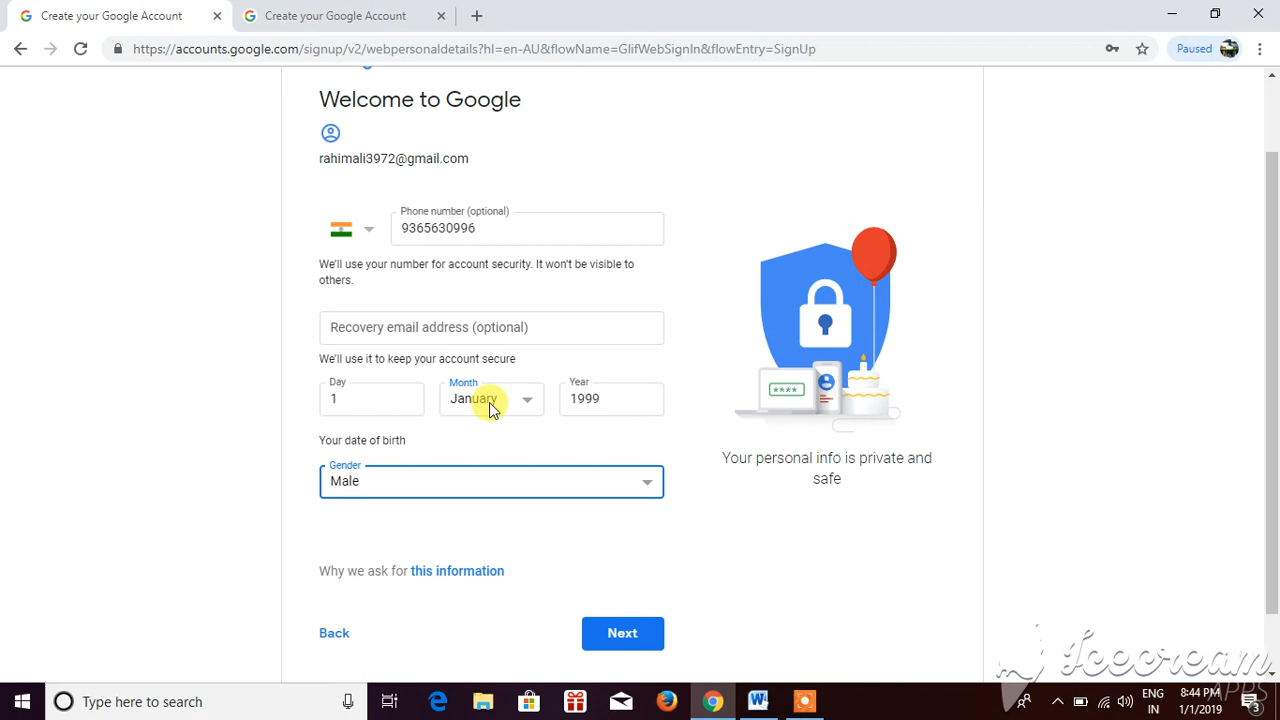 Create your Google Account
Create your Google Account
https://accounts.google.com/signup/v2/webpersonaldetails?hl=en-AU&flowName=GlifWebSignIn&flowEntry=SignUp
Paused
Welcome to Google
rahimali3972@gmail.com
Phone number (optional)
9365630996
We'll use your number for account security. It won't be visible to
others.
Recovery email address (optional)
We'll use it to keep your account secure
Day
Month
Year
1
January
1999
Your date of birth
Gender
Male
****
Your personal info is private and
safe
Why we ask for this information
Back
Next
Icecream
APPS
Type here to search
ENG
IN
8:44 PM
1/1/2019
3